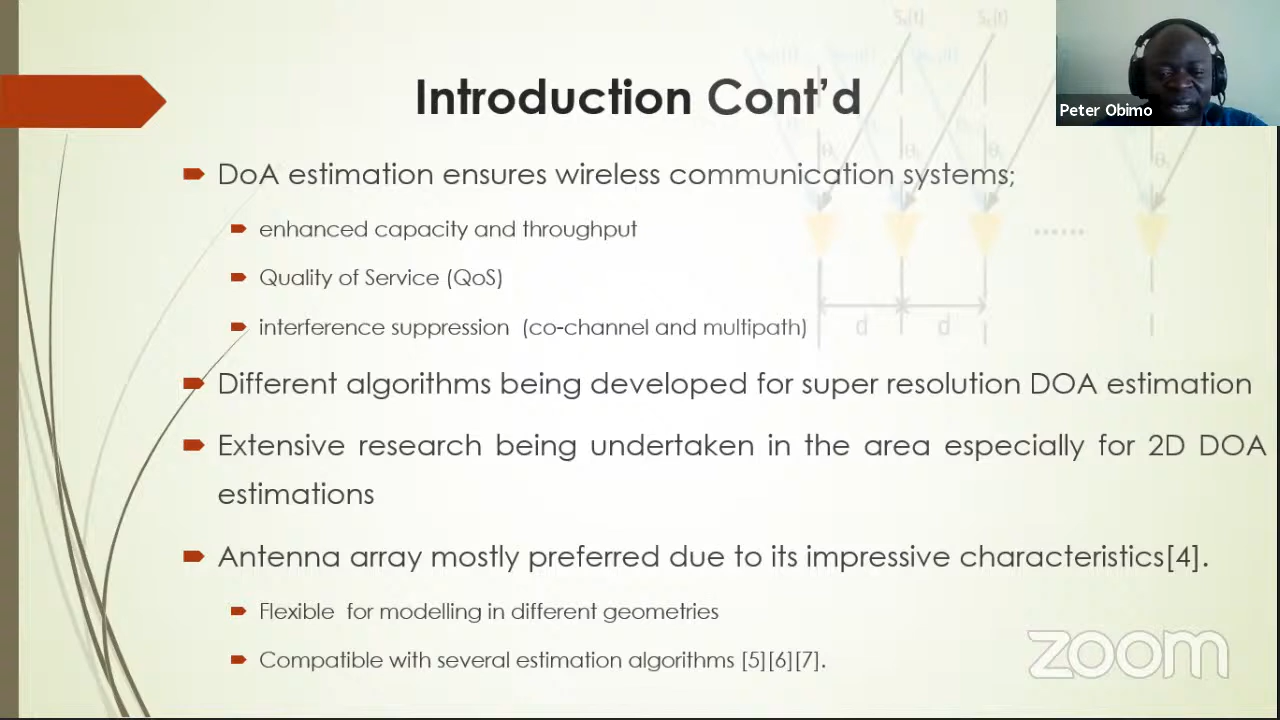 Introduction Cont’d
Peter Obimo
DoA estimation ensures wireless communication systems;
enhanced capacity and throughput
Quality of Service (QoS)
interference suppression (co-channel and multipath)
Different algorithms being developed for super resolution DOA estimation
Extensive research being undertaken in the area especially for 2D DOA
estimations
Antenna array mostly preferred due to its impressive characteristics[4].
Flexible for modelling in different geometries
Compatible with several estimation algorithms [5][6][7].
d
d
zoom